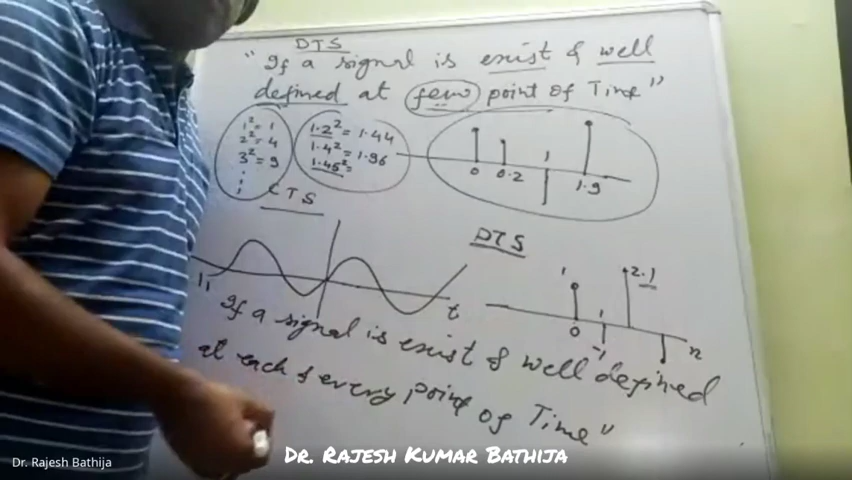 DTS
"If a signal is exist & well
defined at few point of Time"
1² = 1
2² = 4
3² = 9
1.2² = 1.44
1.4² = 1.96
1.45² =
0 0.2 1 1.9
CTS
DTS
t
1 2.1
0 1
-1 n
If a signal is exist & well defined
at each & every point of Time"
Dr. Rajesh Bathija
Dr. Rajesh Kumar Bathija